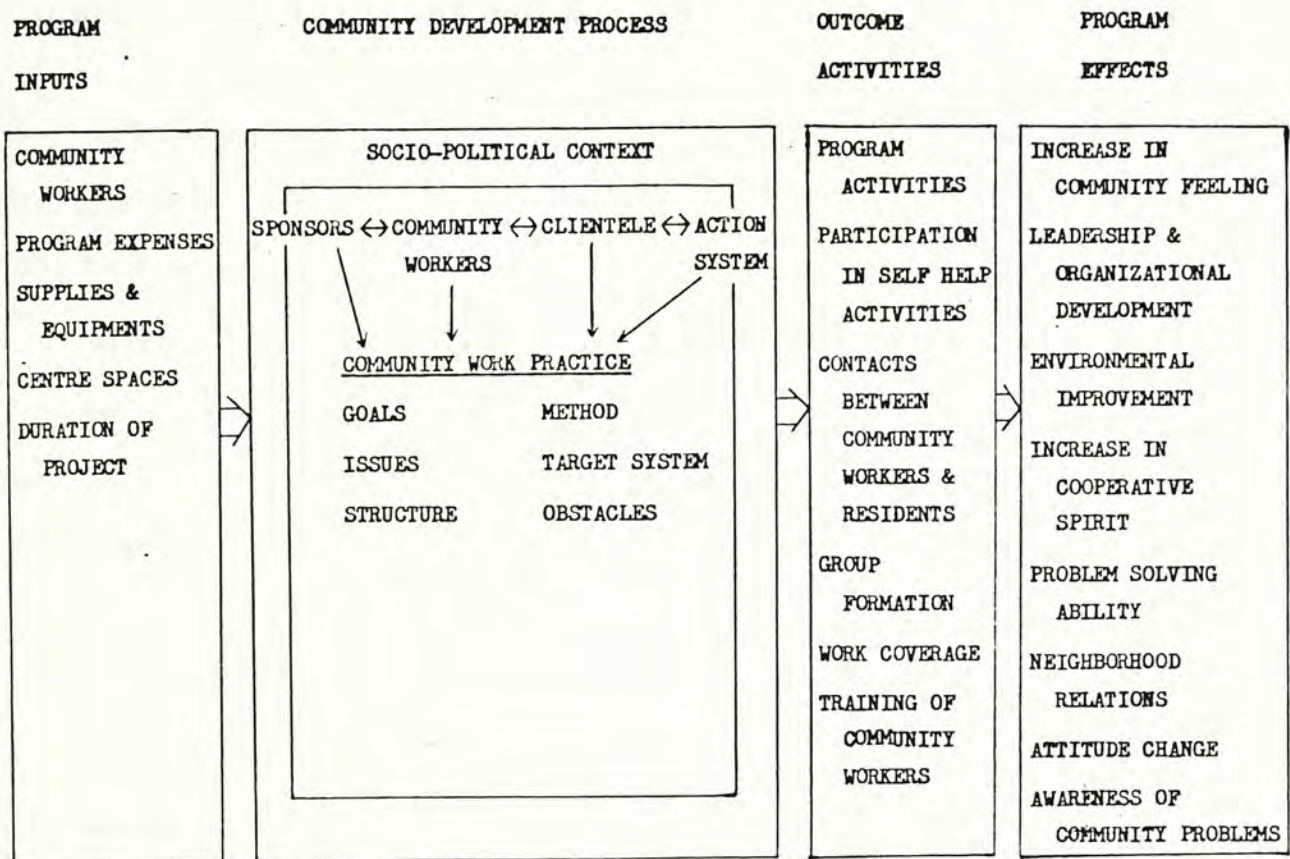 PROGRAM
INPUTS
COMMUNITY DEVELOPMENT PROCESS
OUTCOME
ACTIVITIES
PROGRAM
EFFECTS
COMMUNITY
WORKERS
PROGRAM EXPENSES
SUPPLIES &
EQUIPMENTS
CENTRE SPACES
DURATION OF
PROJECT
SOCIO-POLITICAL CONTEXT
SPONSORS ↔ COMMUNITY ↔ CLIENTELE ↔ ACTION
WORKERS SYSTEM
COMMUNITY WORK PRACTICE
GOALS METHOD
ISSUES TARGET SYSTEM
STRUCTURE OBSTACLES
PROGRAM
ACTIVITIES
PARTICIPATION
IN SELF HELP
ACTIVITIES
CONTACTS
BETWEEN
COMMUNITY
WORKERS &
RESIDENTS
GROUP
FORMATION
WORK COVERAGE
TRAINING OF
COMMUNITY
WORKERS
INCREASE IN
COMMUNITY FEELING
LEADERSHIP &
ORGANIZATIONAL
DEVELOPMENT
ENVIRONMENTAL
IMPROVEMENT
INCREASE IN
COOPERATIVE
SPIRIT
PROBLEM SOLVING
ABILITY
NEIGHBORHOOD
RELATIONS
ATTITUDE CHANGE
AWARENESS OF
COMMUNITY PROBLEMS